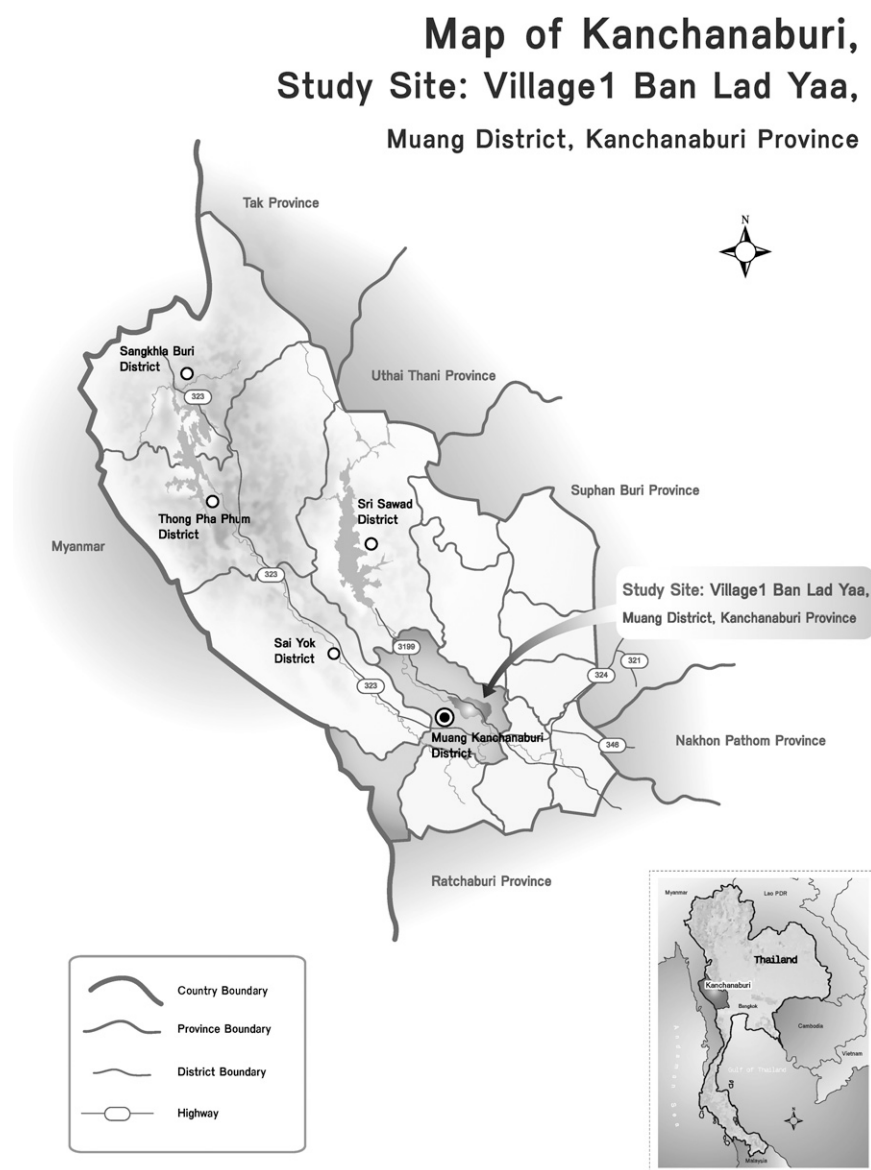 Map of Kanchanaburi,
Study Site: Village1 Ban Lad Yaa,
Muang District, Kanchanaburi Province
Tak Province
N
Sangkhla Buri
District
323
Uthai Thani Province
Suphan Buri Province
Thong Pha Phum
District
Sri Sawad
District
Myanmar
323
Study Site: Village1 Ban Lad Yaa,
Muang District, Kanchanaburi Province
Sai Yok
District
3199
321
324
323
Muang Kanchanaburi
District
346
Nakhon Pathom Province
Ratchaburi Province
Country Boundary
Province Boundary
District Boundary
Highway
Myanmar
Lao PDR
Thailand
Kanchanaburi
Bangkok
Cambodia
Vietnam
Andaman Sea
Gulf of Thailand
N
Malaysia